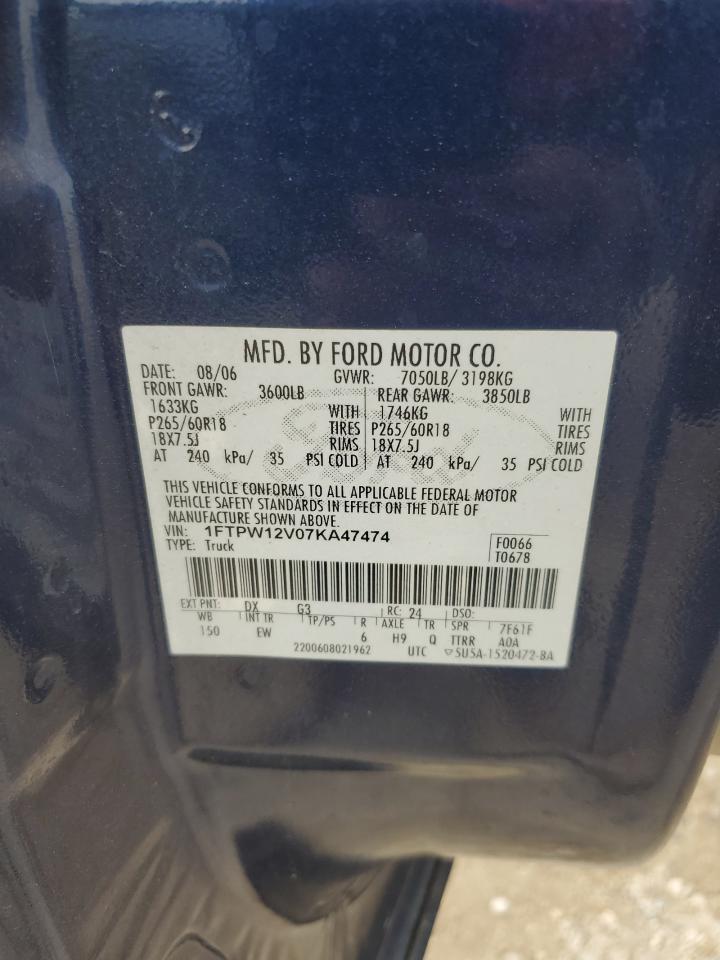 MFD. BY FORD MOTOR CO.
DATE: 08/06 GVWR: 7050LB/ 3198KG
FRONT GAWR: 3600LB REAR GAWR: 3850LB
1633KG WITH 1746KG WITH
P265/60R18 TIRES P265/60R18 TIRES
18X7.5J RIMS 18X7.5J RIMS
AT 240 kPa/ 35 PSI COLD AT 240 kPa/ 35 PSI COLD
THIS VEHICLE CONFORMS TO ALL APPLICABLE FEDERAL MOTOR
VEHICLE SAFETY STANDARDS IN EFFECT ON THE DATE OF
MANUFACTURE SHOWN ABOVE.
VIN: 1FTPW12V07KA47474 F0066
TYPE: Truck T0678
EXT PNT: DX G3 RC: 24 DSO:
WB INT TR TP/PS R AXLE TR SPR 7F61F
150 EW 6 H9 Q TTRR A0A
2200608021962 UTC ▽5U5A-1520472-BA